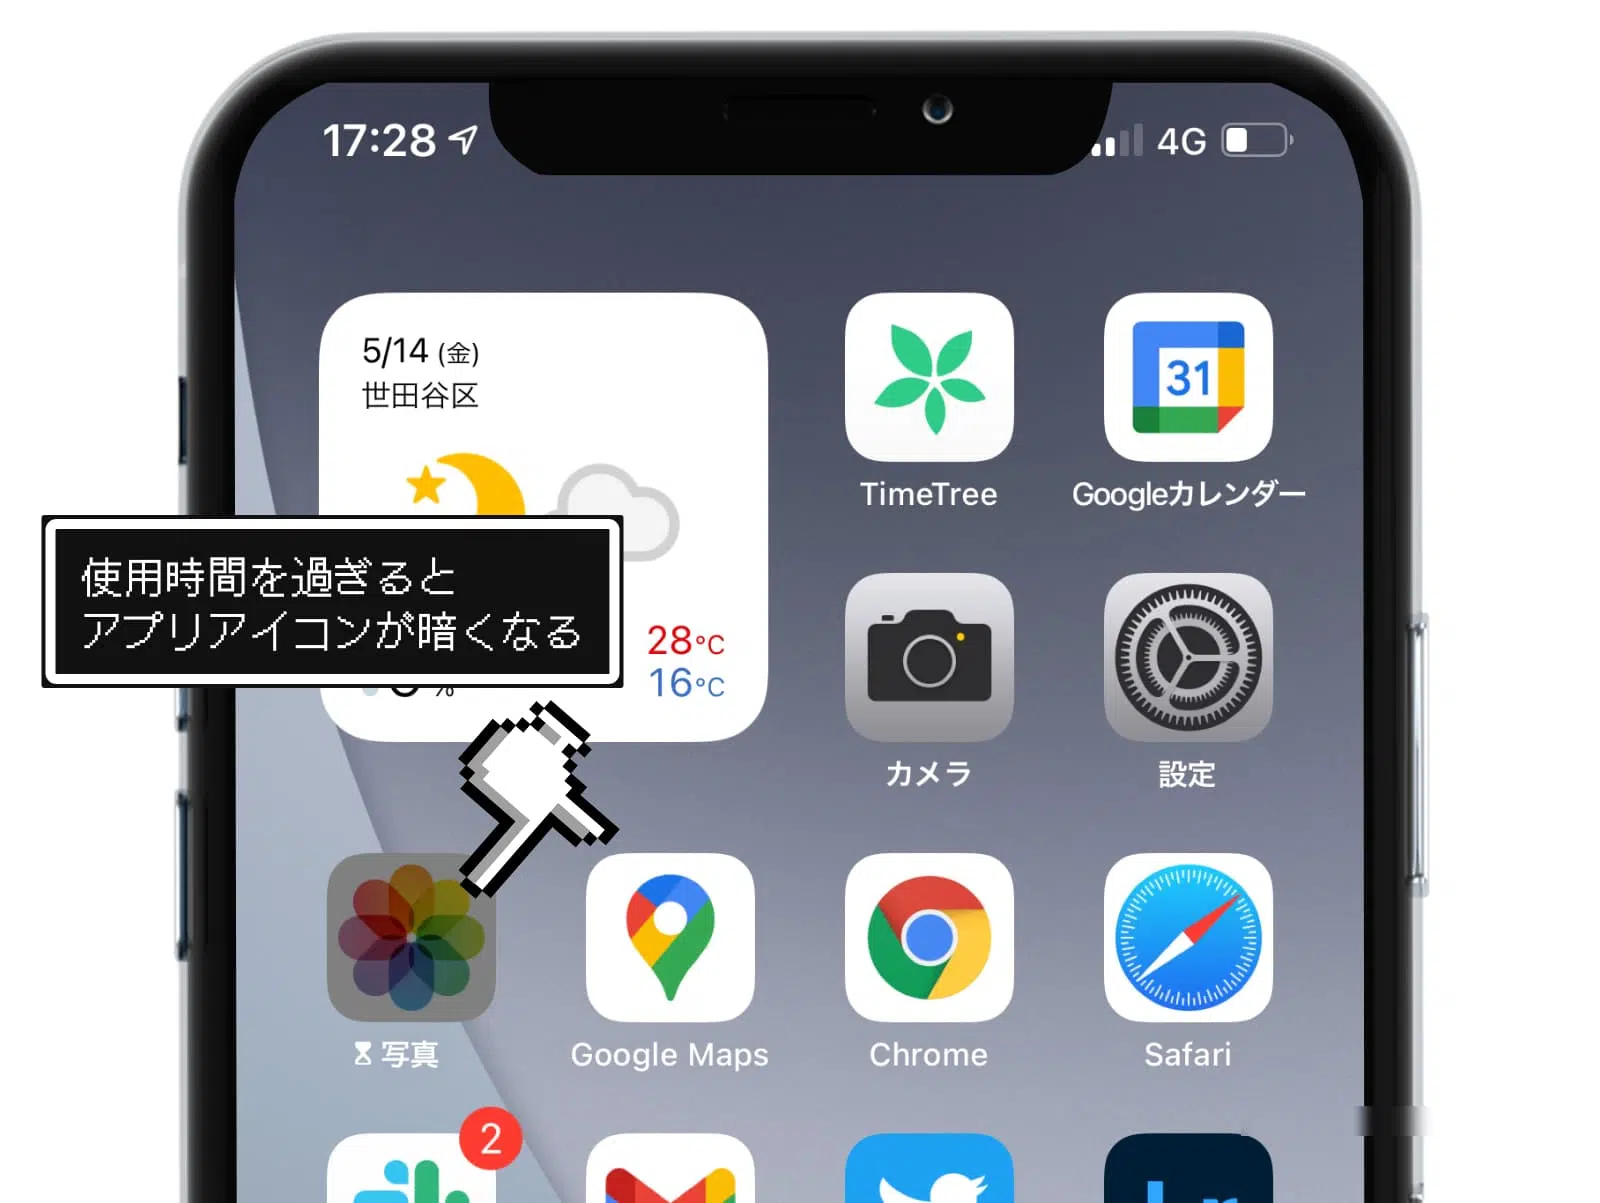 17:28
4G
5/14 (金)
世田谷区
31
TimeTree
Googleカレンダー
使用時間を過ぎると
アプリアイコンが暗くなる
28°C
16°C
%
カメラ
設定
写真
Google Maps
Chrome
Safari
2